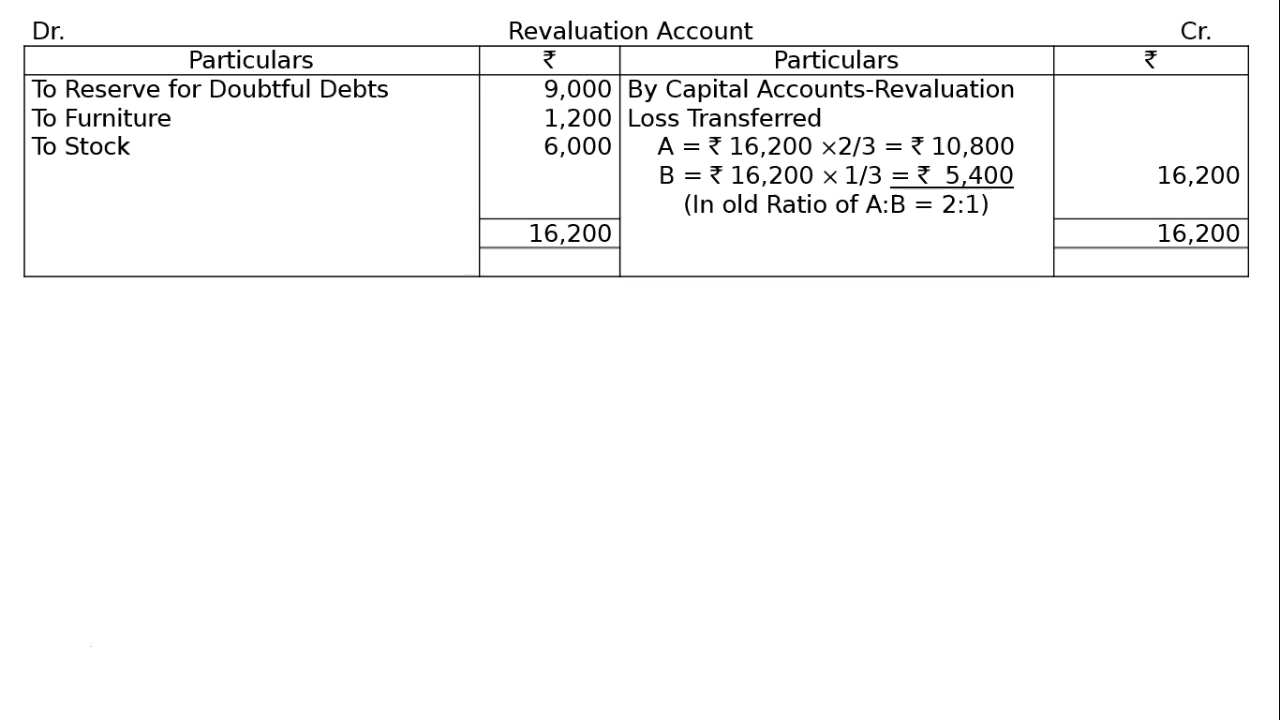 Dr. Revaluation Account Cr.
Particulars ₹ Particulars ₹
To Reserve for Doubtful Debts 9,000 By Capital Accounts-Revaluation
To Furniture 1,200 Loss Transferred
To Stock 6,000 A = ₹ 16,200 ×2/3 = ₹ 10,800
B = ₹ 16,200 × 1/3 = ₹ 5,400 16,200
(In old Ratio of A:B = 2:1)
16,200 16,200